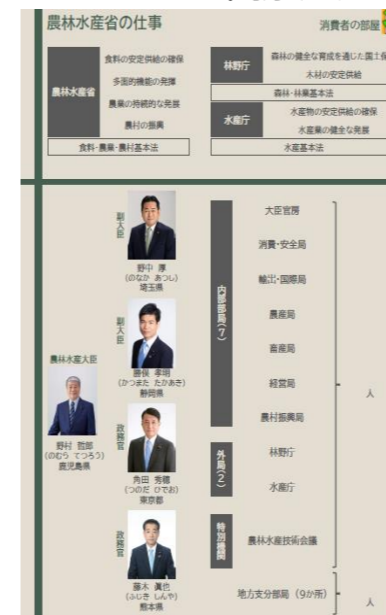 農林水産省の仕事
消費者の部屋
農林水産省
食料の安定供給の確保
多面的機能の発揮
農業の持続的な発展
農村の振興
食料・農業・農村基本法
林野庁
森林の健全な育成を通じた国土保
木材の安定供給
森林・林業基本法
水産庁
水産物の安定供給の確保
水産業の健全な発展
水産基本法
農林水産大臣
野村 哲郎
(のむら てつろう)
鹿児島県
副大臣
野中 厚
(のなか あつし)
埼玉県
副大臣
勝俣 孝明
(かつまた たかあき)
静岡県
政務官
角田 秀穂
(つのだ ひでお)
東京都
政務官
藤木 眞也
(ふじき しんや)
熊本県
内部部局(7)
大臣官房
消費・安全局
輸出・国際局
農産局
畜産局
経営局
農村振興局
人
外局(2)
林野庁
水産庁
特別機関
農林水産技術会議
地方支分部局 (9か所)
人